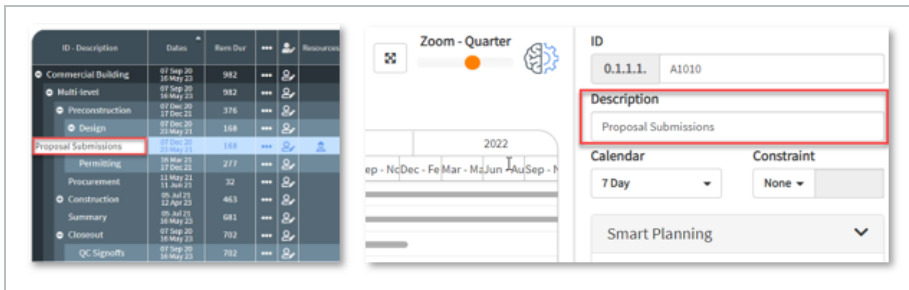 ID - Description Dates Rem Dur Resources
Commercial Building 07 Sep 20 16 May 23 982
Multi-level 07 Sep 20 16 May 23 982
Preconstruction 07 Dec 20 17 Dec 21 376
Design 07 Dec 20 23 May 21 168
Proposal Submissions 07 Dec 20 23 May 21 168
Permitting 16 Mar 21 17 Dec 21 277
Procurement 11 May 21 11 Jun 21 32
Construction 05 Jul 21 12 Apr 23 463
Summary 05 Jul 21 16 May 23 681
Closeout 07 Sep 20 16 May 23 702
QC Signoffs 07 Sep 20 16 May 23 702
Zoom - Quarter
2022
ep - No Dec - Fe Mar - Ma Jun - Au Sep - N
ID
0.1.1.1. A1010
Description
Proposal Submissions
Calendar Constraint
7 Day None
Smart Planning